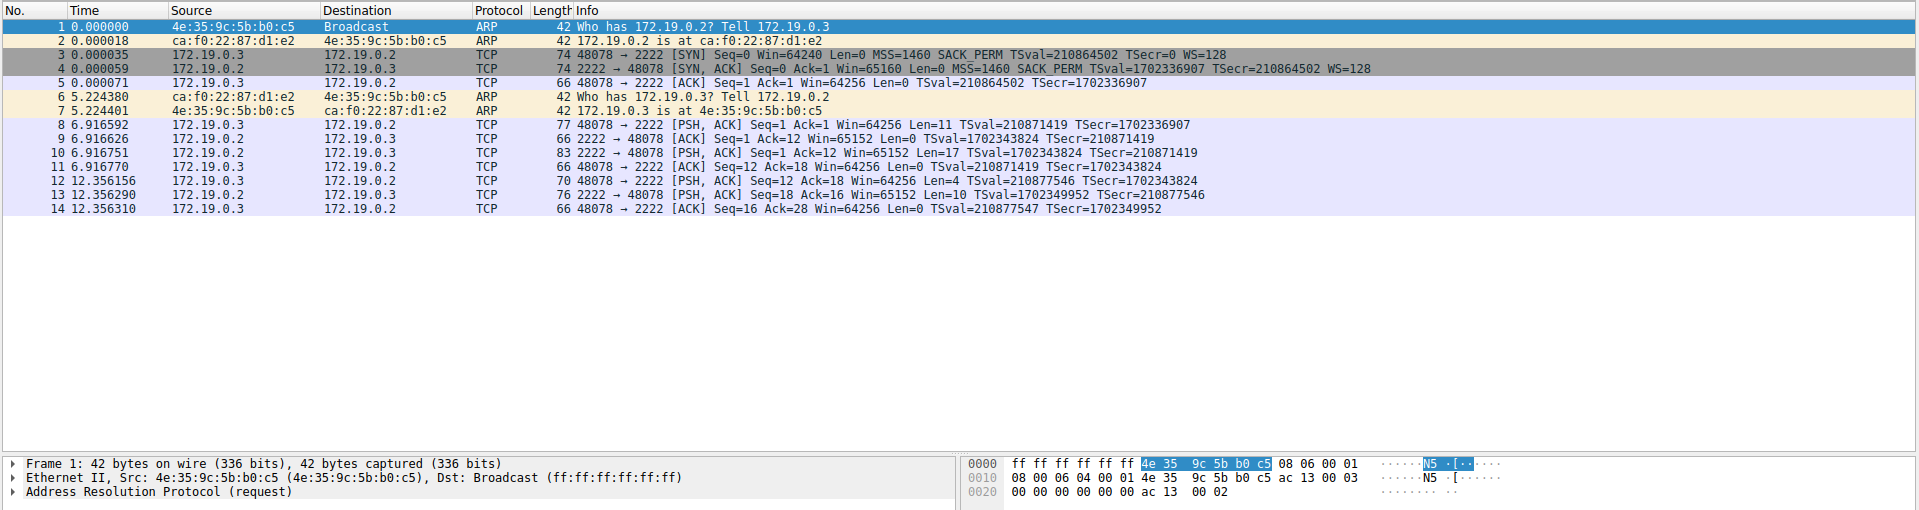 No. Time Source Destination Protocol Length Info
1 0.000000 4e:35:9c:5b:b0:c5 Broadcast ARP 42 Who has 172.19.0.2? Tell 172.19.0.3
2 0.000018 ca:f0:22:87:d1:e2 4e:35:9c:5b:b0:c5 ARP 42 172.19.0.2 is at ca:f0:22:87:d1:e2
3 0.000035 172.19.0.3 172.19.0.2 TCP 74 48078 → 2222 [SYN] Seq=0 Win=64240 Len=0 MSS=1460 SACK_PERM TSval=210864502 TSecr=0 WS=128
4 0.000059 172.19.0.2 172.19.0.3 TCP 74 2222 → 48078 [SYN, ACK] Seq=0 Ack=1 Win=65160 Len=0 MSS=1460 SACK_PERM TSval=1702336907 TSecr=210864502 WS=128
5 0.000071 172.19.0.3 172.19.0.2 TCP 66 48078 → 2222 [ACK] Seq=1 Ack=1 Win=64256 Len=0 TSval=210864502 TSecr=1702336907
6 5.224380 ca:f0:22:87:d1:e2 4e:35:9c:5b:b0:c5 ARP 42 Who has 172.19.0.3? Tell 172.19.0.2
7 5.224401 4e:35:9c:5b:b0:c5 ca:f0:22:87:d1:e2 ARP 42 172.19.0.3 is at 4e:35:9c:5b:b0:c5
8 6.916592 172.19.0.3 172.19.0.2 TCP 77 48078 → 2222 [PSH, ACK] Seq=1 Ack=1 Win=64256 Len=11 TSval=210871419 TSecr=1702336907
9 6.916626 172.19.0.2 172.19.0.3 TCP 66 2222 → 48078 [ACK] Seq=1 Ack=12 Win=65152 Len=0 TSval=1702343824 TSecr=210871419
10 6.916751 172.19.0.2 172.19.0.3 TCP 83 2222 → 48078 [PSH, ACK] Seq=1 Ack=12 Win=65152 Len=17 TSval=1702343824 TSecr=210871419
11 6.916770 172.19.0.3 172.19.0.2 TCP 66 48078 → 2222 [ACK] Seq=12 Ack=18 Win=64256 Len=0 TSval=210871419 TSecr=1702343824
12 12.356156 172.19.0.3 172.19.0.2 TCP 70 48078 → 2222 [PSH, ACK] Seq=12 Ack=18 Win=64256 Len=4 TSval=210877546 TSecr=1702343824
13 12.356290 172.19.0.2 172.19.0.3 TCP 76 2222 → 48078 [PSH, ACK] Seq=18 Ack=16 Win=65152 Len=10 TSval=1702349952 TSecr=210877546
14 12.356310 172.19.0.3 172.19.0.2 TCP 66 48078 → 2222 [ACK] Seq=16 Ack=28 Win=64256 Len=0 TSval=210877547 TSecr=1702349952
Frame 1: 42 bytes on wire (336 bits), 42 bytes captured (336 bits)
Ethernet II, Src: 4e:35:9c:5b:b0:c5 (4e:35:9c:5b:b0:c5), Dst: Broadcast (ff:ff:ff:ff:ff:ff)
Address Resolution Protocol (request)
0000 ff ff ff ff ff ff 4e 35 9c 5b b0 c5 08 06 00 01 ······N5 ·[······
0010 08 00 06 04 00 01 4e 35 9c 5b b0 c5 ac 13 00 03 ······N5 ·[······
0020 00 00 00 00 00 00 ac 13 00 02 ········ ··